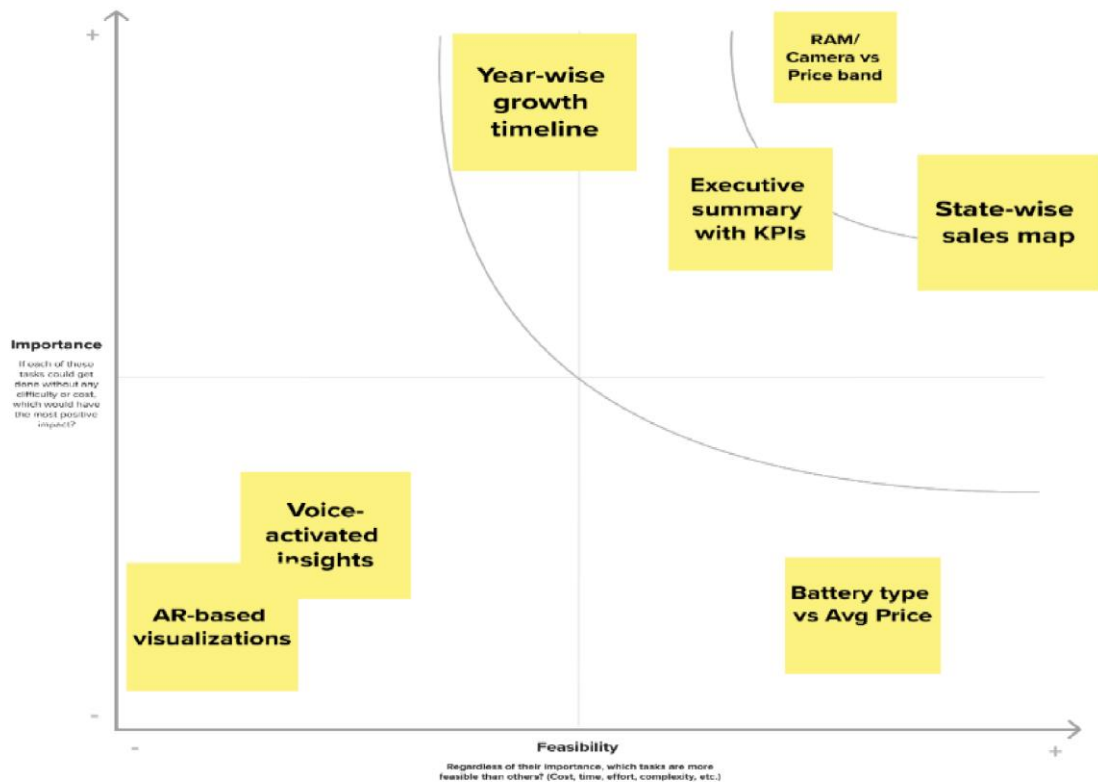 +
RAM/
Camera vs
Price band
Year-wise
growth
timeline
Executive
summary
with KPIs
State-wise
sales map
Importance
If each of these
tasks could get
done without any
difficulty or cost,
which would have
the most positive
impact?
Voice-
activated
insights
AR-based
visualizations
Battery type
vs Avg Price
-
-
Feasibility
+
Regardless of their importance, which tasks are more
feasible than others? (Cost, time, effort, complexity, etc.)